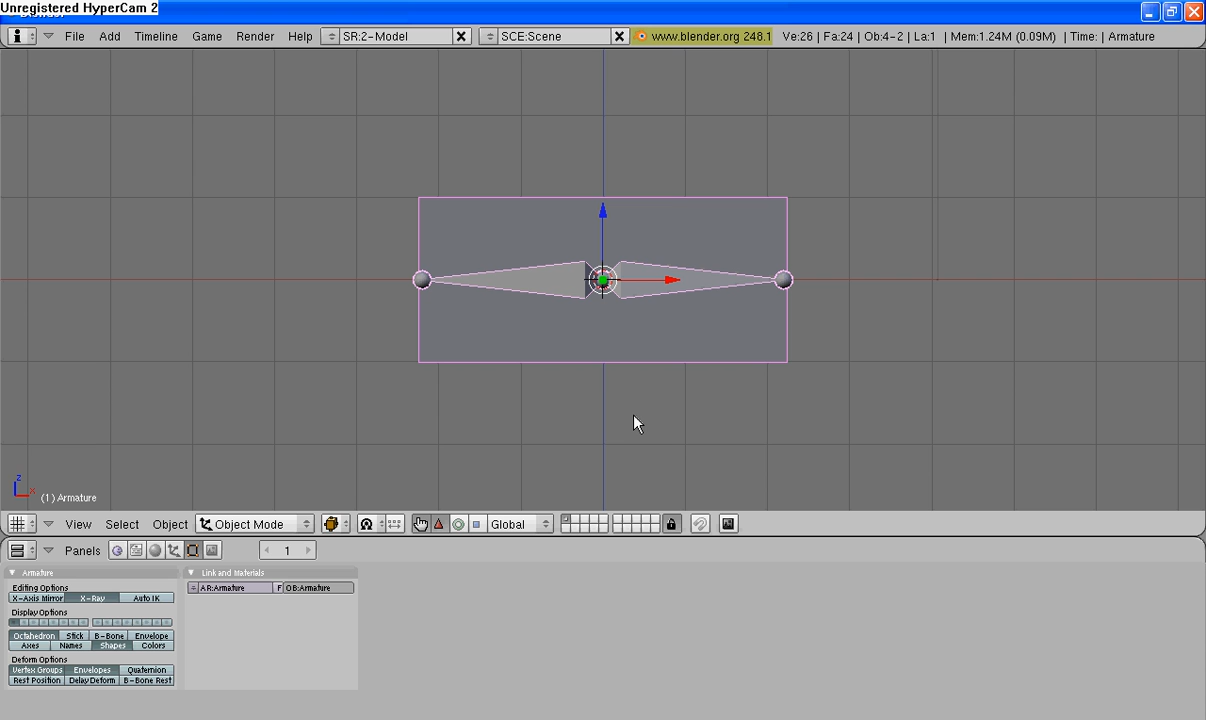 Unregistered HyperCam 2
File Add Timeline Game Render Help SR:2-Model SCE:Scene www.blender.org 248.1 Ve:26 | Fa:24 | Ob:4-2 | La:1 | Mem:1.24M (0.09M) | Time: | Armature
z
x (1) Armature
View Select Object Object Mode Global
Panels 1
Armature Link and Materials
Editing Options AR:Armature F OB:Armature
X-Axis Mirror X-Ray Auto IK
Display Options
Octahedron Stick B-Bone Envelope
Axes Names Shapes Colors
Deform Options
Vertex Groups Envelopes Quaternion
Rest Position Delay Deform B-Bone Rest